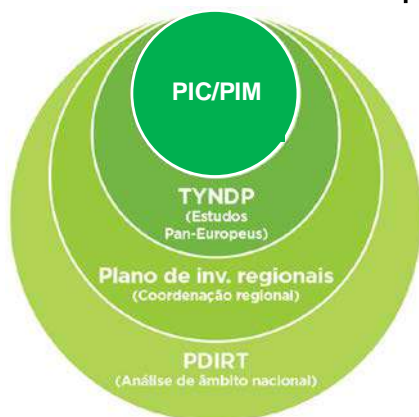 PIC/PIM
TYNDP
(Estudos
Pan-Europeus)
Plano de inv. regionais
(Coordenação regional)
PDIRT
(Análise de âmbito nacional)